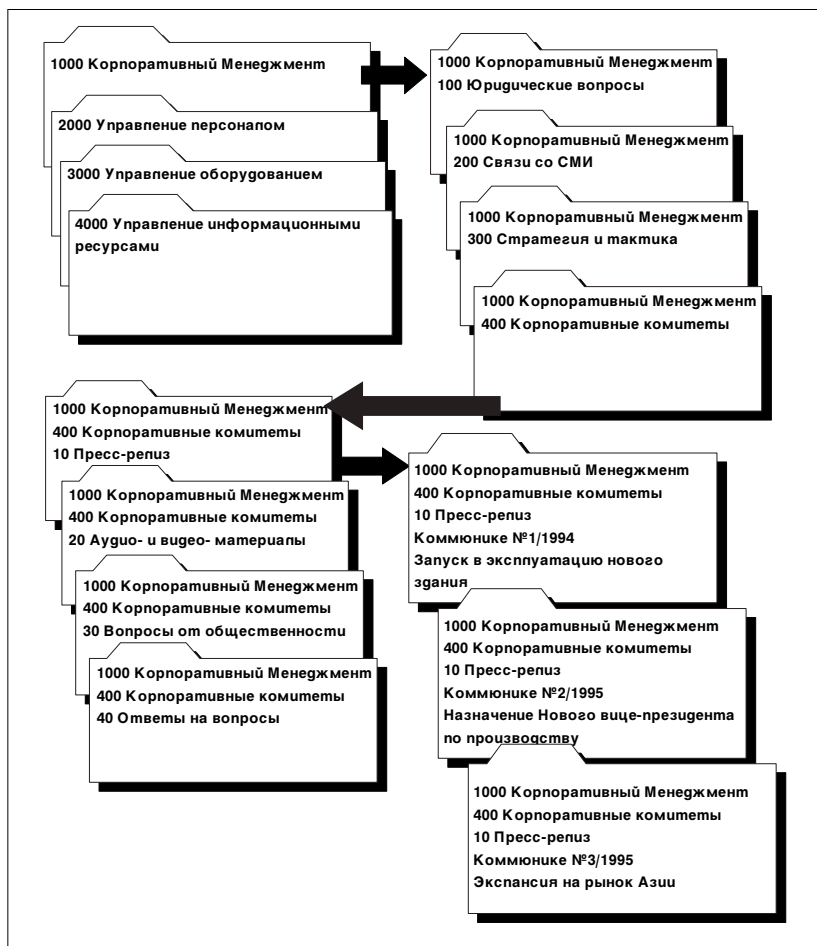 1000 Корпоративный Менеджмент
2000 Управление персоналом
3000 Управление оборудованием
4000 Управление информационными
ресурсами
1000 Корпоративный Менеджмент
100 Юридические вопросы
1000 Корпоративный Менеджмент
200 Связи со СМИ
1000 Корпоративный Менеджмент
300 Стратегия и тактика
1000 Корпоративный Менеджмент
400 Корпоративные комитеты
1000 Корпоративный Менеджмент
400 Корпоративные комитеты
10 Пресс-релиз
1000 Корпоративный Менеджмент
400 Корпоративные комитеты
20 Аудио- и видео- материалы
1000 Корпоративный Менеджмент
400 Корпоративные комитеты
30 Вопросы от общественности
1000 Корпоративный Менеджмент
400 Корпоративные комитеты
40 Ответы на вопросы
1000 Корпоративный Менеджмент
400 Корпоративные комитеты
10 Пресс-релиз
Коммюнике №1/1994
Запуск в эксплуатацию нового
здания
1000 Корпоративный Менеджмент
400 Корпоративные комитеты
10 Пресс-релиз
Коммюнике №2/1995
Назначение Нового вице-президента
по производству
1000 Корпоративный Менеджмент
400 Корпоративные комитеты
10 Пресс-релиз
Коммюнике №3/1995
Экспансия на рынок Азии